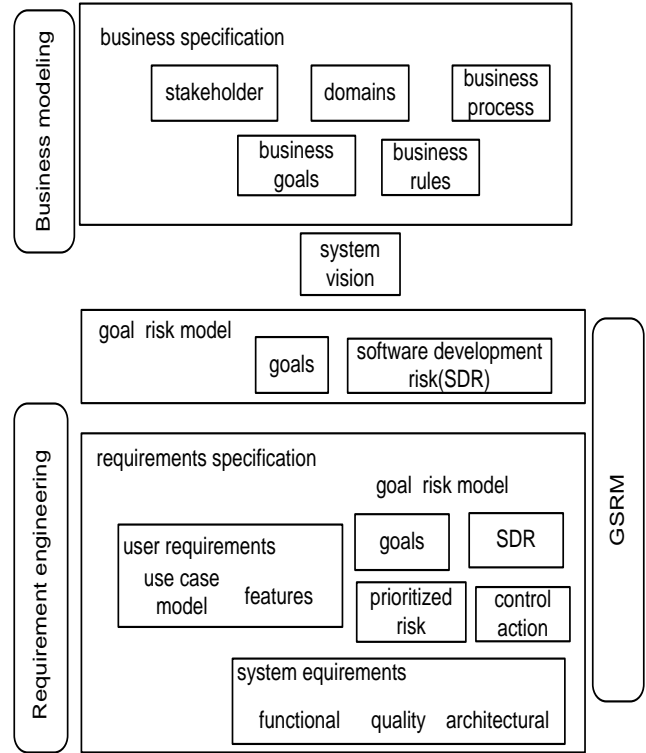 Business modeling
business specification
stakeholder
domains
business
process
business
goals
business
rules
system
vision
goal risk model
goals
software development
risk(SDR)
GSRM
Requirement engineering
requirements specification
goal risk model
user requirements
use case
model
features
goals
SDR
prioritized
risk
control
action
system equirements
functional quality architectural